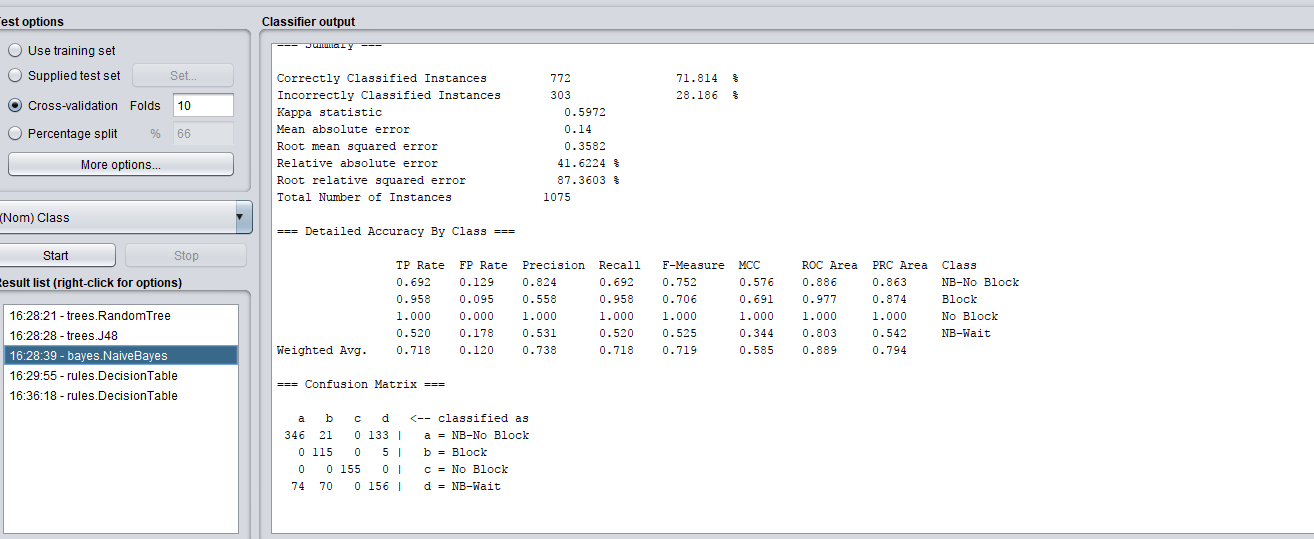 est options
Use training set
Supplied test set Set...
Cross-validation Folds 10
Percentage split % 66
More options...
(Nom) Class
Start Stop
esult list (right-click for options)
16:28:21 - trees.RandomTree
16:28:28 - trees.J48
16:28:39 - bayes.NaiveBayes
16:29:55 - rules.DecisionTable
16:36:18 - rules.DecisionTable
Classifier output
=== Summary ===
Correctly Classified Instances 772 71.814 %
Incorrectly Classified Instances 303 28.186 %
Kappa statistic 0.5972
Mean absolute error 0.14
Root mean squared error 0.3582
Relative absolute error 41.6224 %
Root relative squared error 87.3603 %
Total Number of Instances 1075
=== Detailed Accuracy By Class ===
TP Rate FP Rate Precision Recall F-Measure MCC ROC Area PRC Area Class
0.692 0.129 0.824 0.692 0.752 0.576 0.886 0.863 NB-No Block
0.958 0.095 0.558 0.958 0.706 0.691 0.977 0.874 Block
1.000 0.000 1.000 1.000 1.000 1.000 1.000 1.000 No Block
0.520 0.178 0.531 0.520 0.525 0.344 0.803 0.542 NB-Wait
Weighted Avg. 0.718 0.120 0.738 0.718 0.719 0.585 0.889 0.794
=== Confusion Matrix ===
a b c d <-- classified as
346 21 0 133 | a = NB-No Block
0 115 0 5 | b = Block
0 0 155 0 | c = No Block
74 70 0 156 | d = NB-Wait